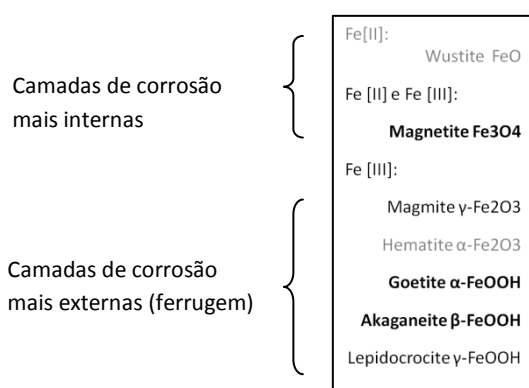 Camadas de corrosão
mais internas
Fe[II]:
Wustite FeO
Fe [II] e Fe [III]:
Magnetite Fe3O4
Camadas de corrosão
mais externas (ferrugem)
Fe [III]:
Magmite γ-Fe2O3
Hematite α-Fe2O3
Goetite α-FeOOH
Akaganeite β-FeOOH
Lepidocrocite γ-FeOOH